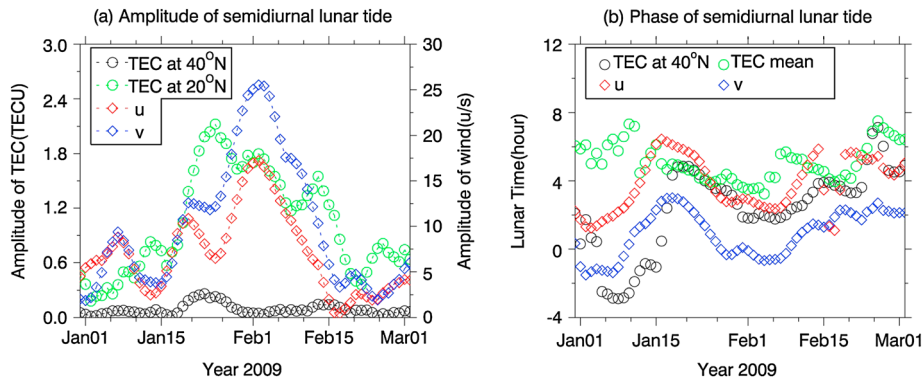 (a) Amplitude of semidiurnal lunar tide
3.0
2.4
1.8
1.2
0.6
0.0
Amplitude of TEC(TECU)
TEC at 40°N
TEC at 20°N
u
v
30
25
20
15
10
5
0
Amplitude of wind(u/s)
Jan01
Jan15
Feb01
Feb15
Mar01
Year 2009
(b) Phase of semidiurnal lunar tide
12
8
4
0
-4
Lunar Time(hour)
TEC at 40°N TEC mean
u v
Jan01
Jan15
Feb01
Feb15
Mar01
Year 2009